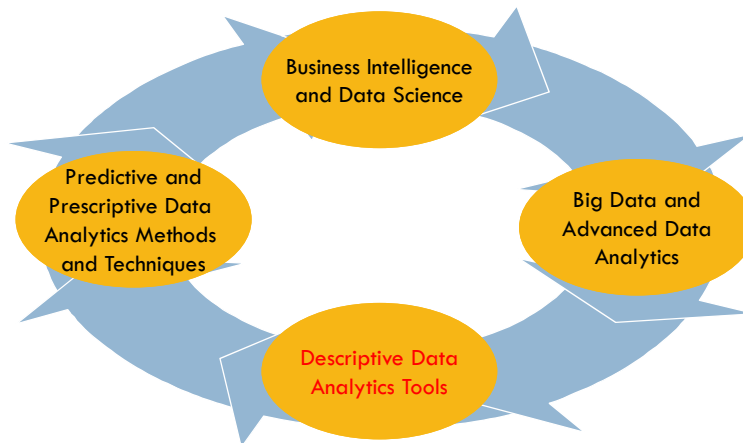 Business Intelligence
and Data Science
Predictive and
Prescriptive Data
Analytics Methods
and Techniques
Big Data and
Advanced Data
Analytics
Descriptive Data
Analytics Tools